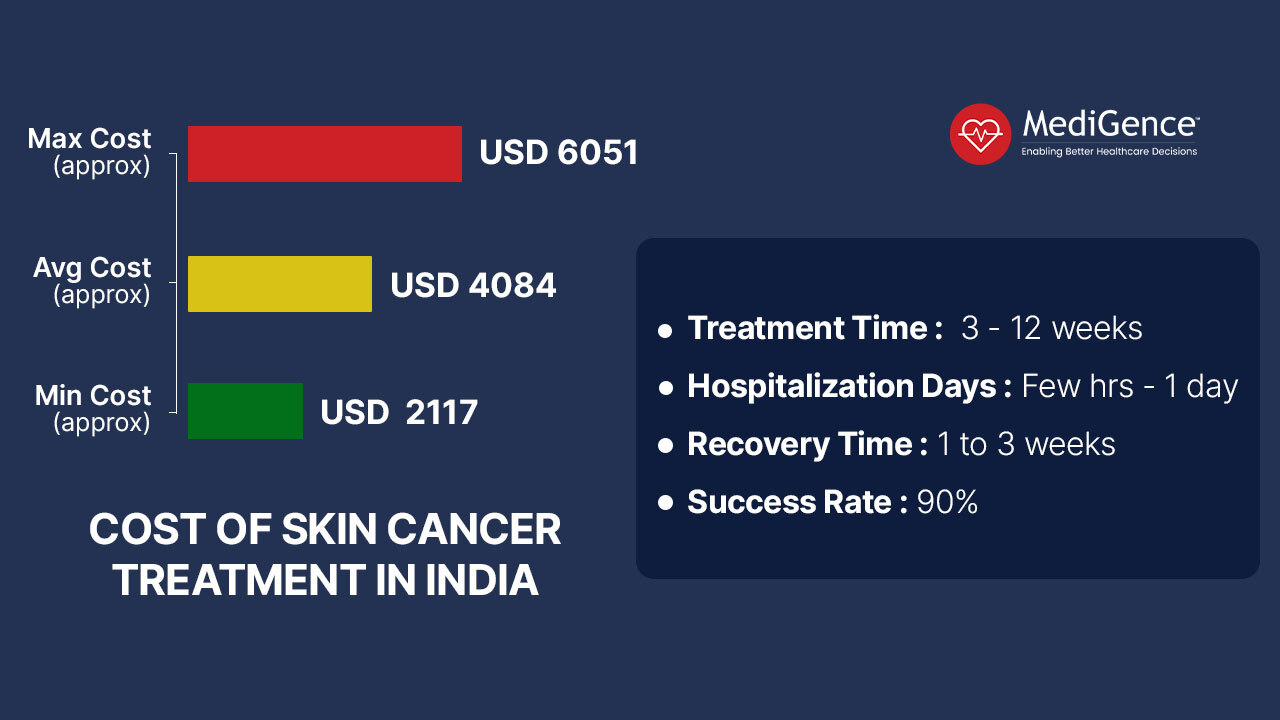 Max Cost
(approx)
USD 6051
Avg Cost
(approx)
USD 4084
Min Cost
(approx)
USD 2117
COST OF SKIN CANCER
TREATMENT IN INDIA
MediGence™
Enabling Better Healthcare Decisions
Treatment Time : 3 - 12 weeks
Hospitalization Days : Few hrs - 1 day
Recovery Time : 1 to 3 weeks
Success Rate : 90%